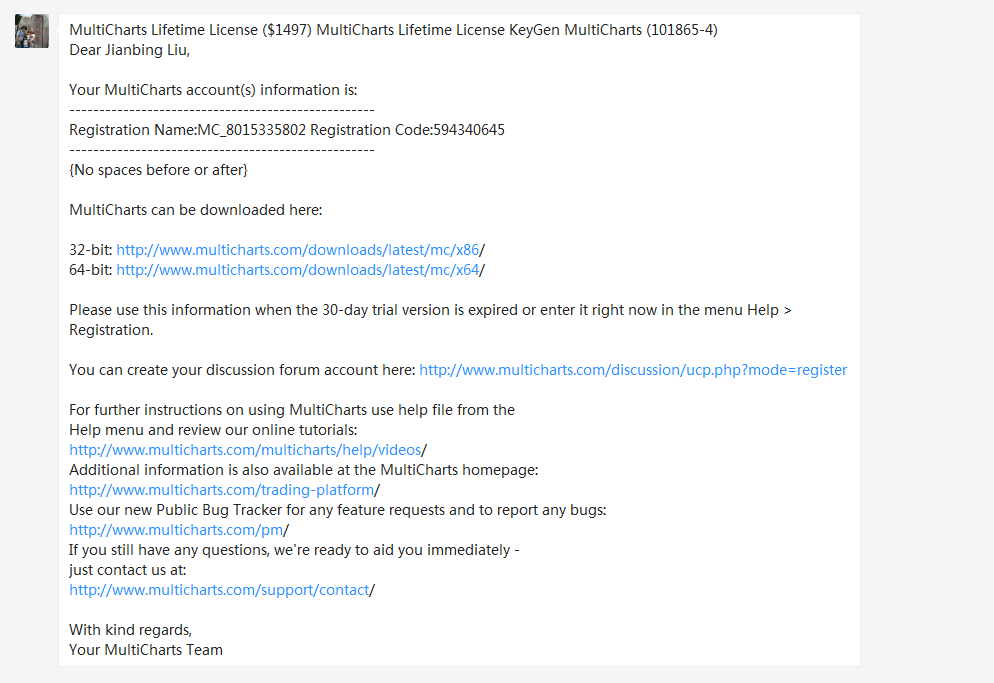 MultiCharts Lifetime License ($1497) MultiCharts Lifetime License KeyGen MultiCharts (101865-4)
Dear Jianbing Liu,
Your MultiCharts account(s) information is:
---------------------------------------------------
Registration Name:MC_8015335802 Registration Code:594340645
---------------------------------------------------
{No spaces before or after}
MultiCharts can be downloaded here:
32-bit: http://www.multicharts.com/downloads/latest/mc/x86/
64-bit: http://www.multicharts.com/downloads/latest/mc/x64/
Please use this information when the 30-day trial version is expired or enter it right now in the menu Help >
Registration.
You can create your discussion forum account here: http://www.multicharts.com/discussion/ucp.php?mode=register
For further instructions on using MultiCharts use help file from the
Help menu and review our online tutorials:
http://www.multicharts.com/multicharts/help/videos/
Additional information is also available at the MultiCharts homepage:
http://www.multicharts.com/trading-platform/
Use our new Public Bug Tracker for any feature requests and to report any bugs:
http://www.multicharts.com/pm/
If you still have any questions, we're ready to aid you immediately -
just contact us at:
http://www.multicharts.com/support/contact/
With kind regards,
Your MultiCharts Team